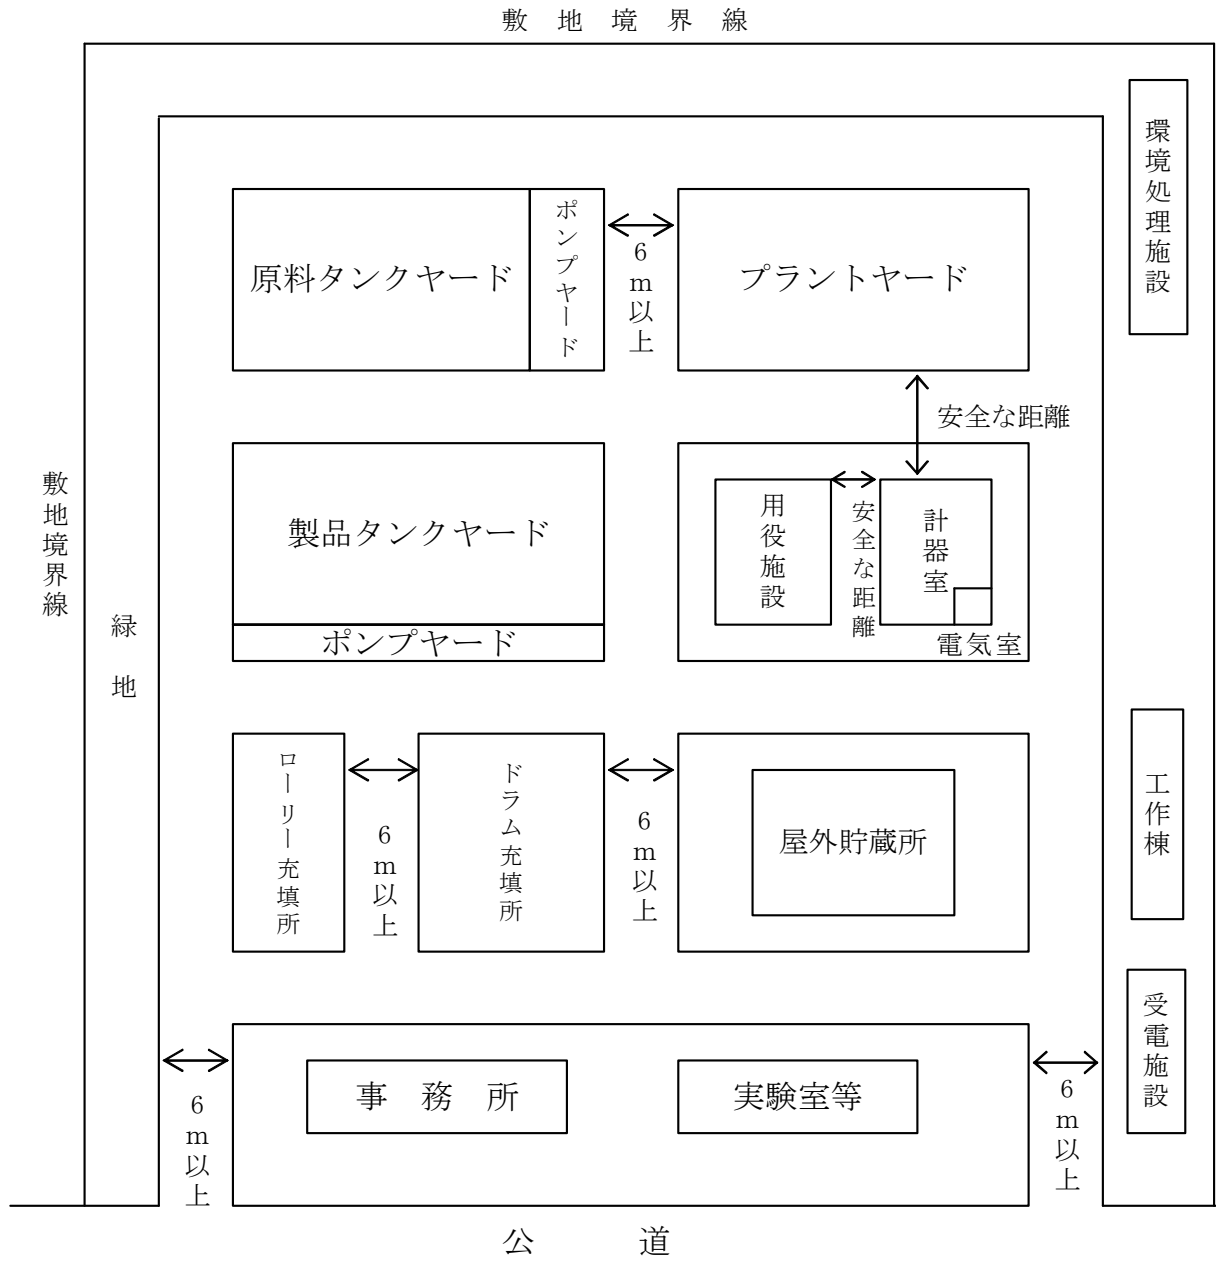 敷地境界線
環境処理施設
原料タンクヤード
ポンプヤード
6m以上
プラントヤード
安全な距離
敷地境界線
緑地
製品タンクヤード
ポンプヤード
用役施設
安全な距離
計器室
電気室
ローリー充填所
6m以上
ドラム充填所
6m以上
屋外貯蔵所
工作棟
受電施設
6m以上
事務所
実験室等
6m以上
公道